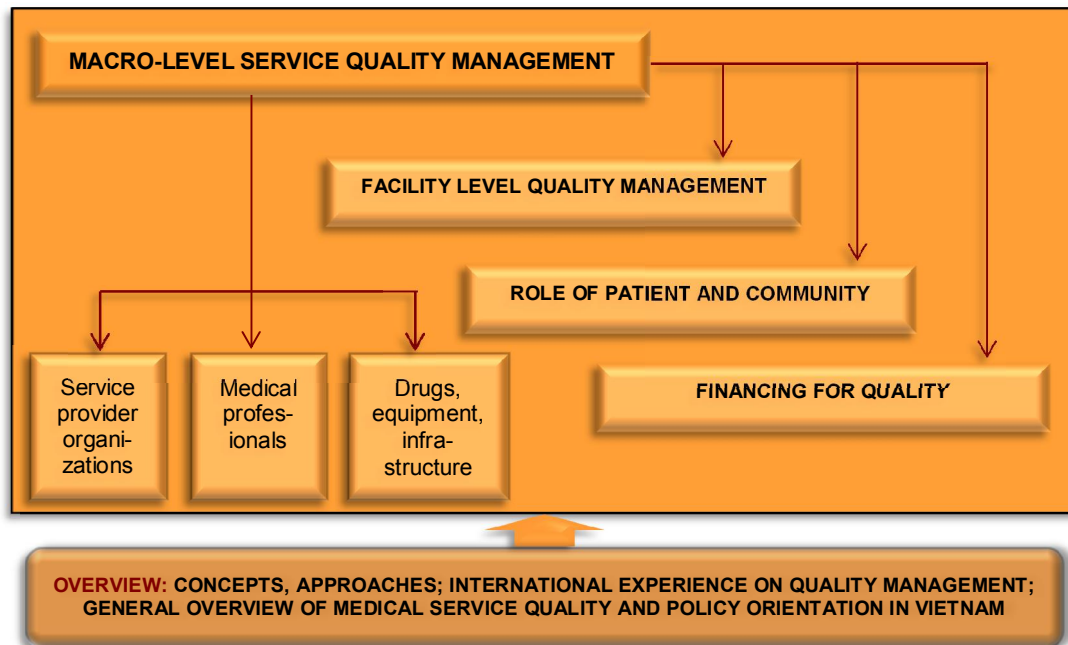 MACRO-LEVEL SERVICE QUALITY MANAGEMENT
FACILITY LEVEL QUALITY MANAGEMENT
ROLE OF PATIENT AND COMMUNITY
FINANCING FOR QUALITY
Service
provider
organi-
zations
Medical
profes-
ionals
Drugs,
equipment,
infra-
structure
OVERVIEW: CONCEPTS, APPROACHES; INTERNATIONAL EXPERIENCE ON QUALITY MANAGEMENT;
GENERAL OVERVIEW OF MEDICAL SERVICE QUALITY AND POLICY ORIENTATION IN VIETNAM